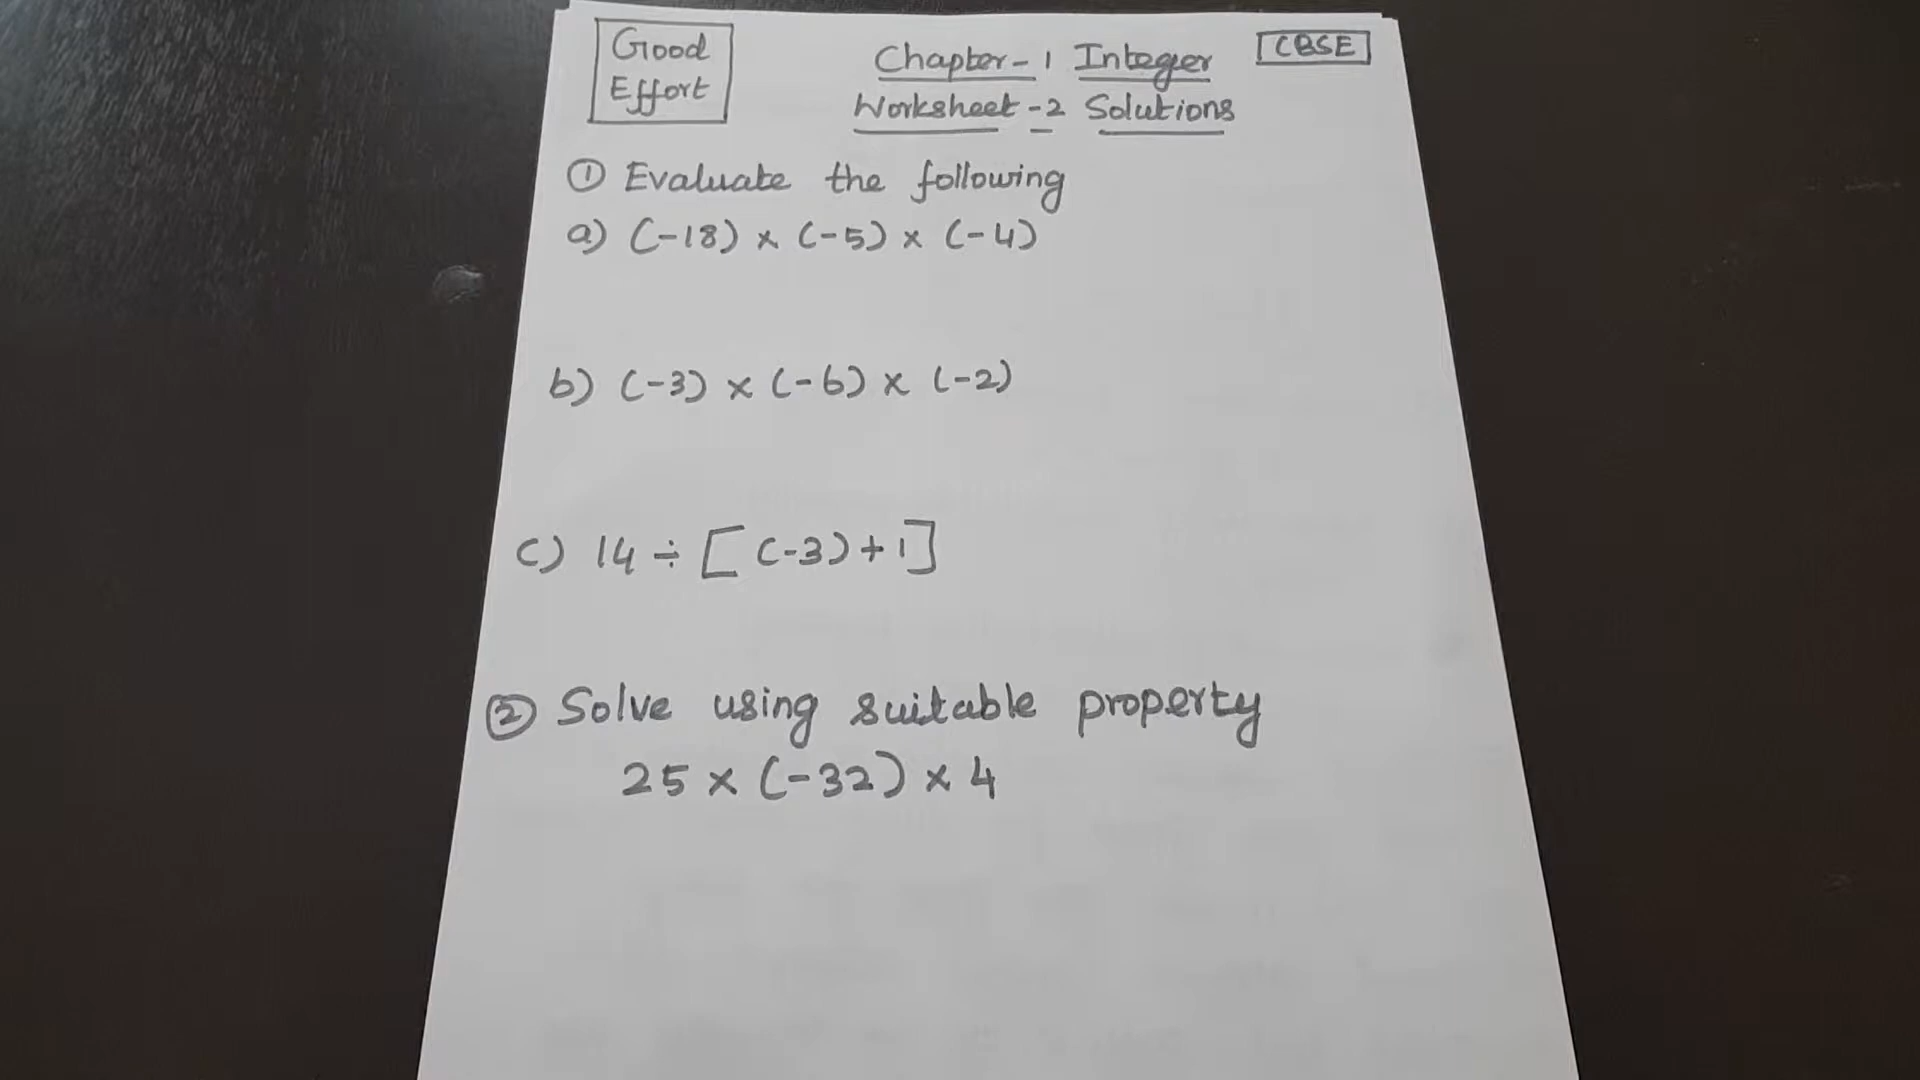 Good
Effort
CBSE
Chapter-1 Integer
Worksheet-2 Solutions
① Evaluate the following
a) (-18) × (-5) × (-4)
b) (-3) × (-6) × (-2)
c) 14 ÷ [(-3)+1]
② Solve using suitable property
25 × (-32) × 4